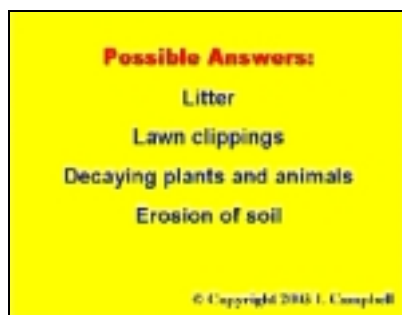 Possible Answers:
Litter
Lawn clippings
Decaying plants and animals
Erosion of soil
© Copyright Campbell